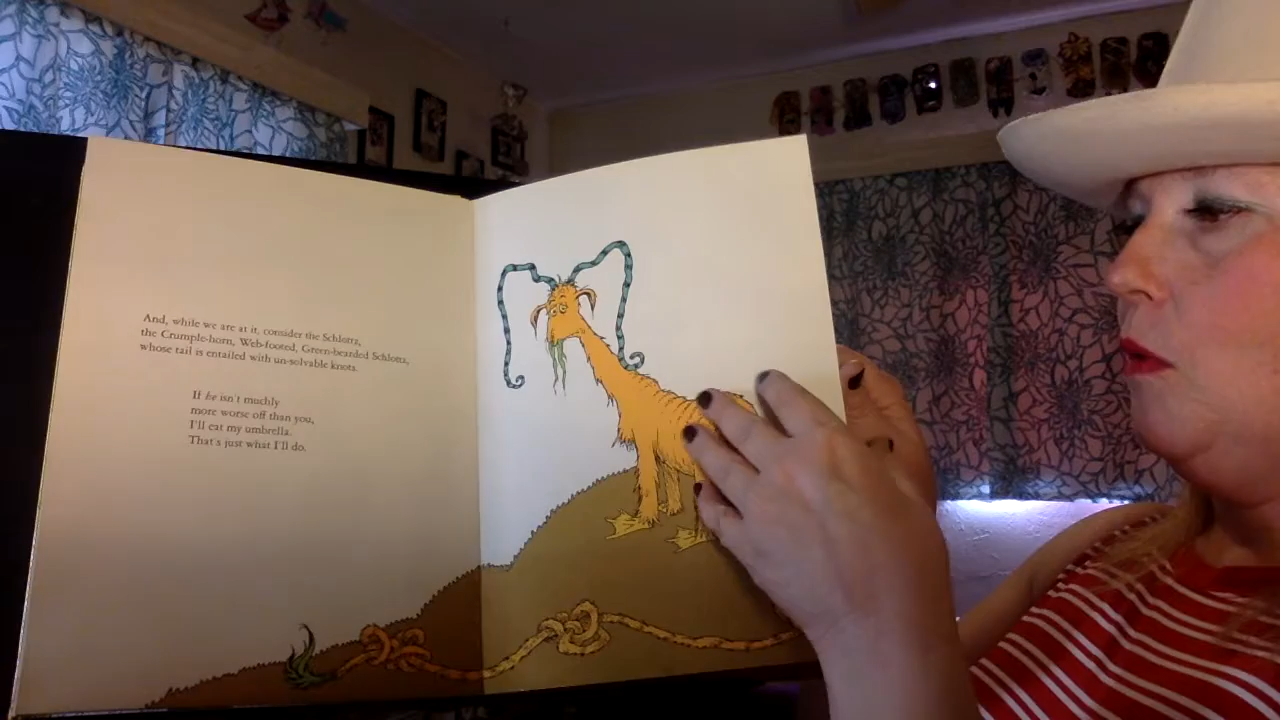 And, while we are at it, consider the Schlottz,
the Crumple-horn, Web-footed, Green-bearded Schlottz,
whose tail is entailed with un-solvable knots.
If he isn't muchly
more worse off than you,
I'll eat my umbrella.
That's just what I'll do.